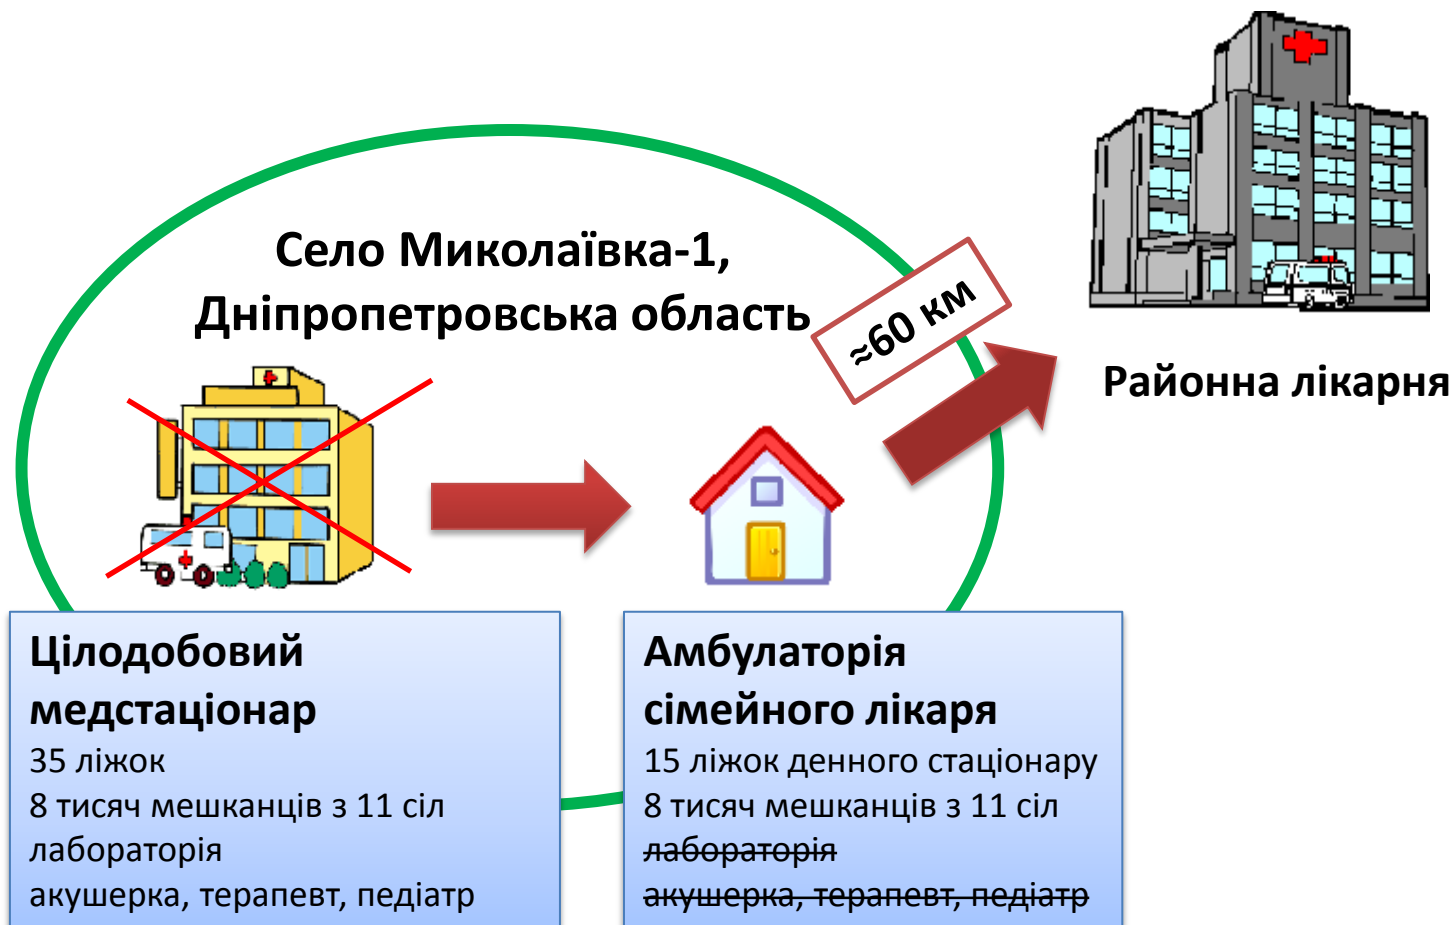 Село Миколаївка-1,
Дніпропетровська область
≈60 км
Районна лікарня
Цілодобовий
медстаціонар
35 ліжок
8 тисяч мешканців з 11 сіл
лабораторія
акушерка, терапевт, педіатр
Амбулаторія
сімейного лікаря
15 ліжок денного стаціонару
8 тисяч мешканців з 11 сіл
лабораторія
акушерка, терапевт, педіатр